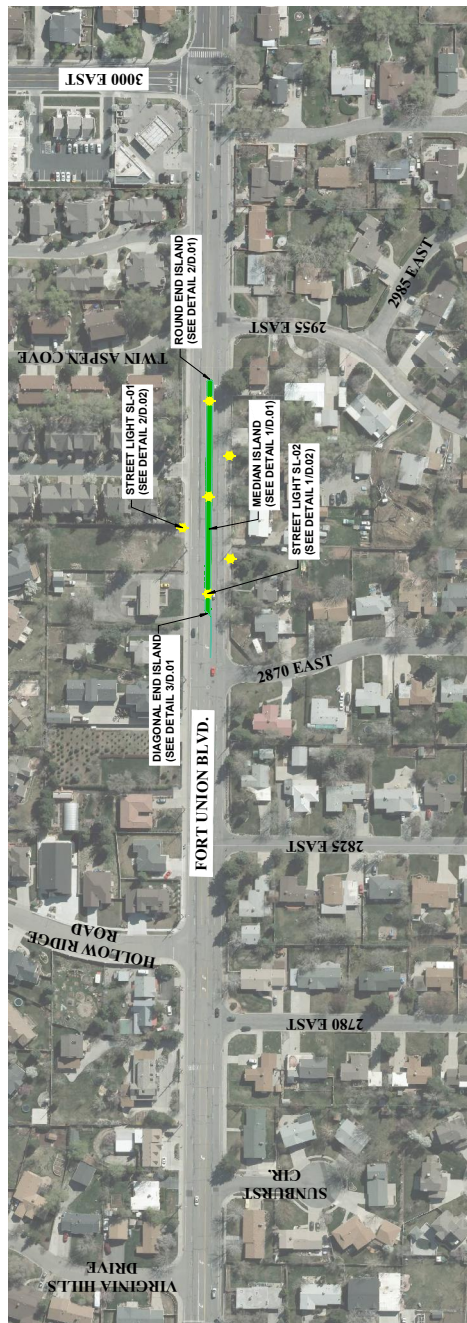 3000 EAST
ROUND END ISLAND
(SEE DETAIL 2/D.01)
TWIN ASPEN COVE
2955 EAST
2985 EAST
STREET LIGHT SL-01
(SEE DETAIL 2/D.02)
MEDIAN ISLAND
(SEE DETAIL 1/D.01)
STREET LIGHT SL-02
(SEE DETAIL 1/D.02)
DIAGONAL END ISLAND
(SEE DETAIL 3/D.01
2870 EAST
FORT UNION BLVD.
2825 EAST
HOLLOW RIDGE
ROAD
2780 EAST
SUNBURST
CIR.
VIRGINIA HILLS
DRIVE